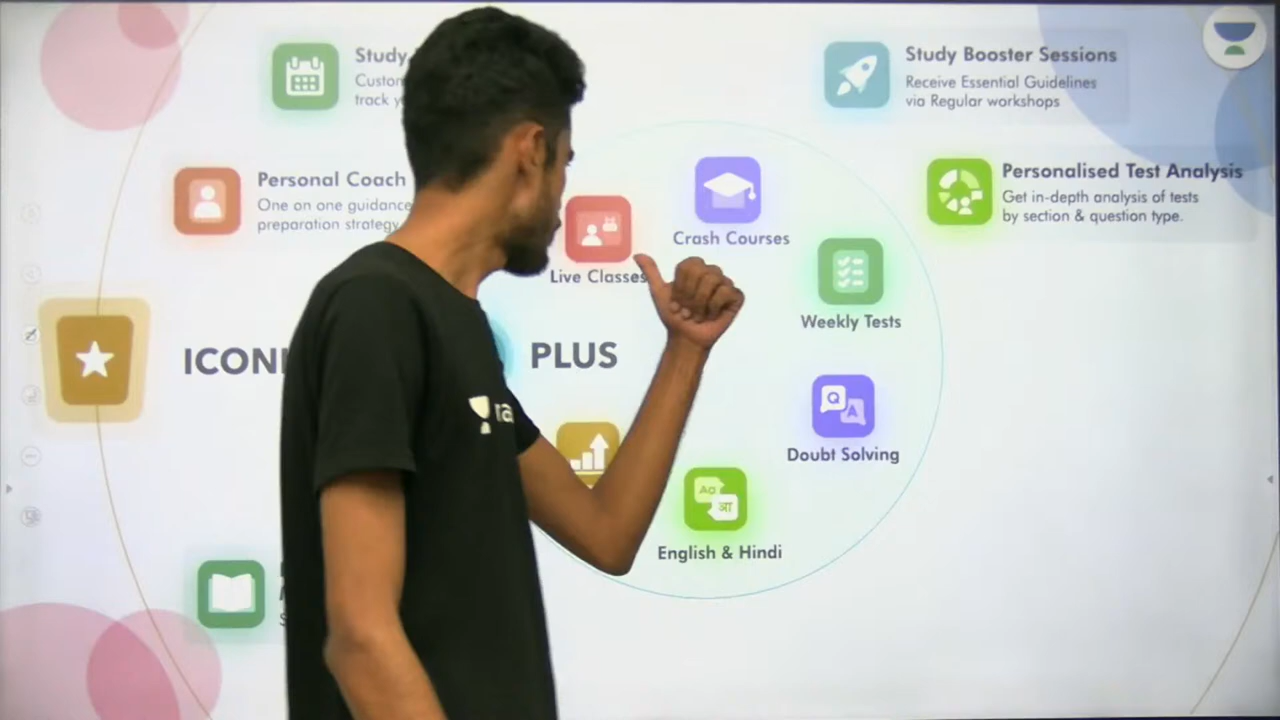 Study
Custom
track y
Study Booster Sessions
Receive Essential Guidelines
via Regular workshops
Personal Coach
One on one guidance
preparation strategy
Personalised Test Analysis
Get in-depth analysis of tests
by section & question type.
Crash Courses
Live Classes
Weekly Tests
ICONI
PLUS
ra
Q
A
Doubt Solving
Aa
आ
English & Hindi